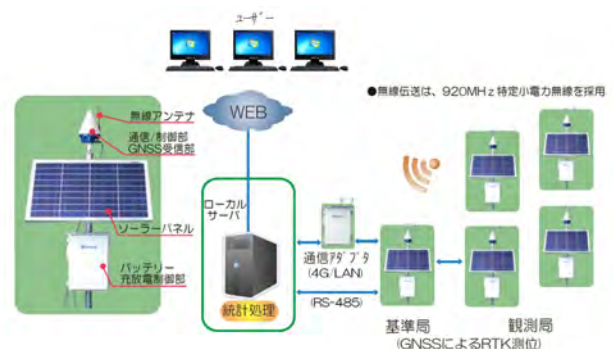 ユーザー
●無線伝送は、920MHz特定小電力無線を採用
無線アンテナ
通信/制御部
GNSS受信部
ソーラーパネル
バッテリー
充放電制御部
WEB
ローカル
サーバ
統計処理
通信アダプタ
(4G/LAN)
(RS-485)
基準局
観測局
(GNSSによるRTK測位)